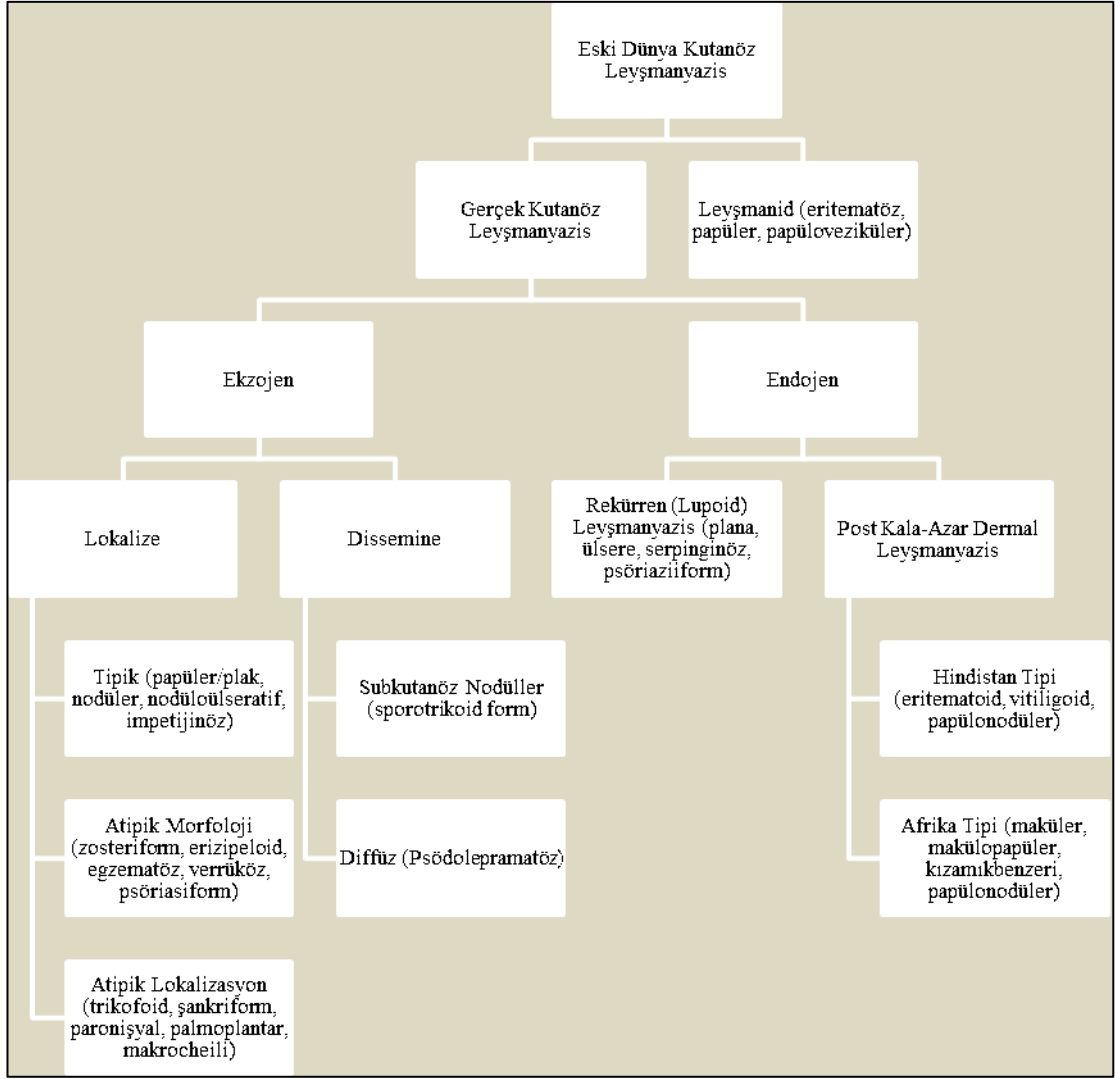 Eski Dünya Kutanöz
Leyşmanyazis
Gerçek Kutanöz
Leyşmanyazis
Leyşmanid (eritematöz,
papüler, papüloveziküler)
Ekzojen
Endojen
Lokalize
Dissemine
Rekürren (Lupoid)
Leyşmanyazis (plana,
ülsere, serpinginöz,
psöriaziiform)
Post Kala-Azar Dermal
Leyşmanyazis
Tipik (papüler/plak,
nodüler, nodüloülseratif,
impetijinöz)
Subkutanöz Nodüller
(sporotrikoid form)
Hindistan Tipi
(eritematoid, vitiligoid,
papülonodüler)
Atipik Morfoloji
(zosteriform, erizipeloid,
egzematöz, verrüköz,
psöriasiform)
Diffüz (Psödolepramatöz)
Afrika Tipi (maküler,
makülopapüler,
kızamıkbenzeri,
papülonodüler)
Atipik Lokalizasyon
(trikofoid, şankriform,
paronişyal, palmoplantar,
makrocheili)